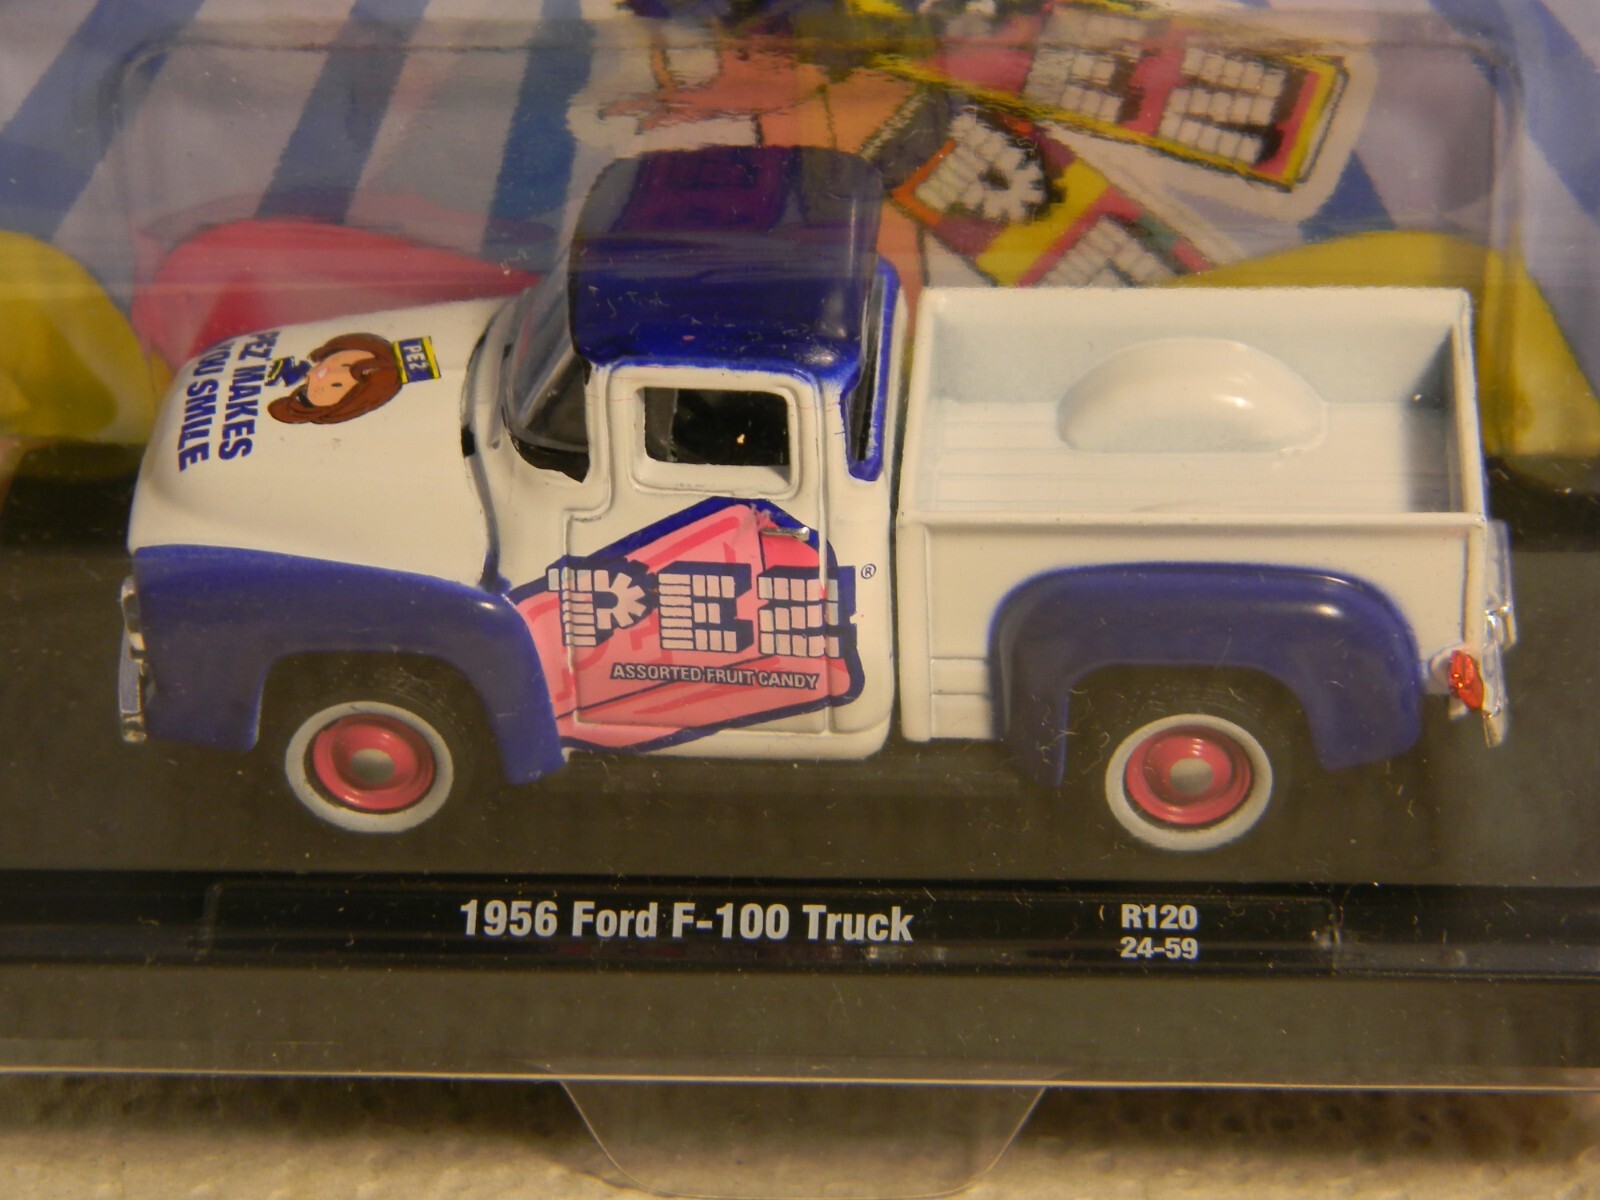 PEZ
PEZ MAKES
YOU SMILE
PEZ®
ASSORTED FRUIT CANDY
1956 Ford F-100 Truck
R120
24-59